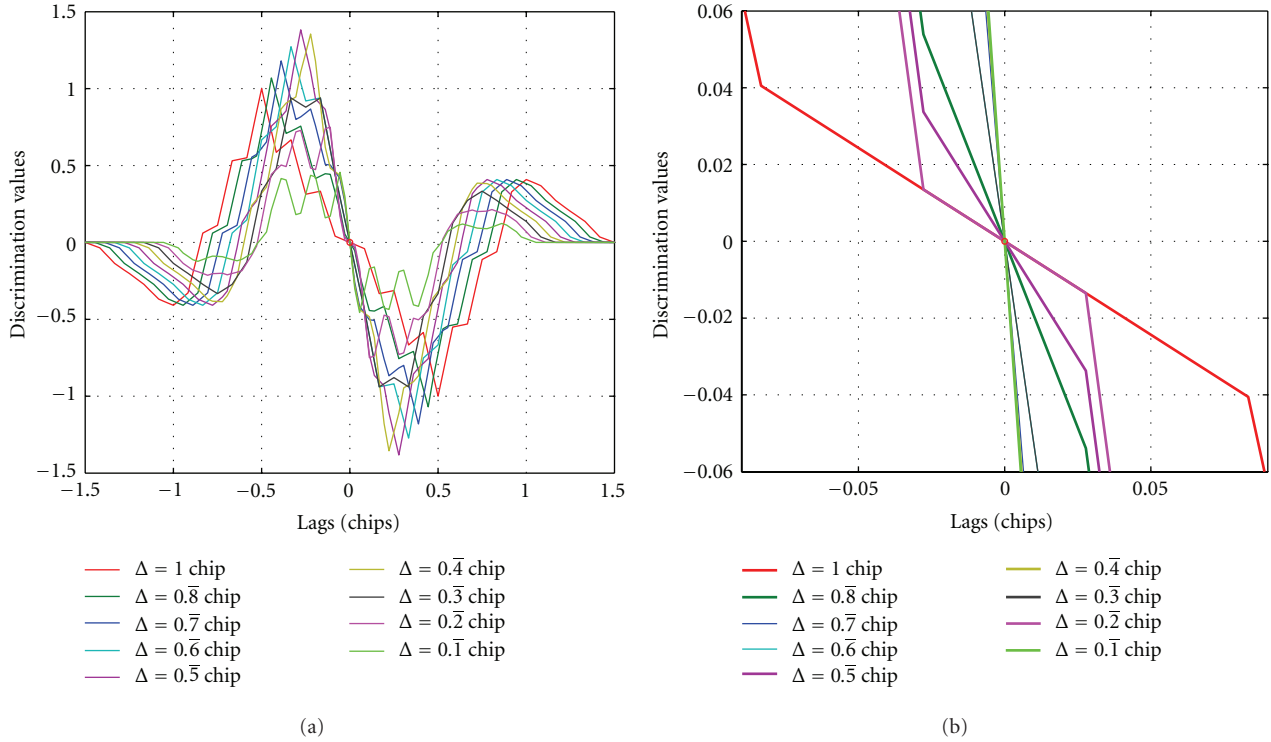 1.5
1
0.5
0
−0.5
−1
−1.5
Discrimination values
−1.5 −1 −0.5 0 0.5 1 1.5
Lags (chips)
Δ = 1 chip
Δ = 0.8̅ chip
Δ = 0.7̅ chip
Δ = 0.6̅ chip
Δ = 0.5̅ chip
Δ = 0.4̅ chip
Δ = 0.3̅ chip
Δ = 0.2̅ chip
Δ = 0.1̅ chip
(a)
0.06
0.04
0.02
0
−0.02
−0.04
−0.06
Discrimination values
−0.05 0 0.05
Lags (chips)
Δ = 1 chip
Δ = 0.8̅ chip
Δ = 0.7̅ chip
Δ = 0.6̅ chip
Δ = 0.5̅ chip
Δ = 0.4̅ chip
Δ = 0.3̅ chip
Δ = 0.2̅ chip
Δ = 0.1̅ chip
(b)